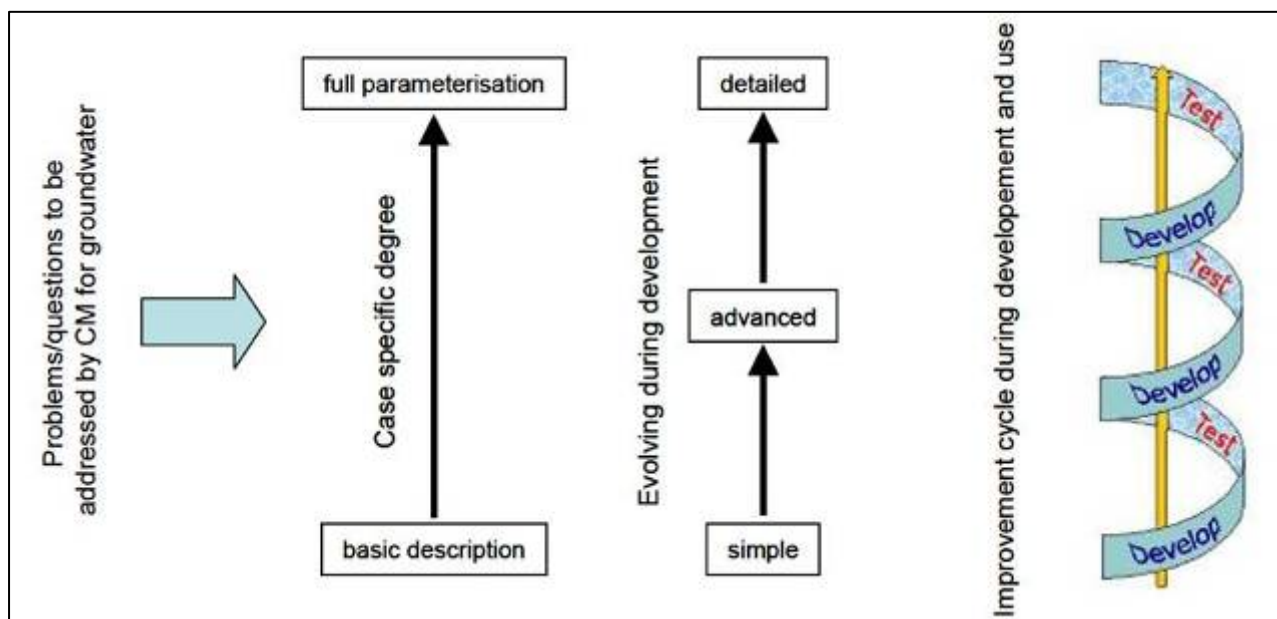 Problems/questions to be
addressed by CM for groundwater
full parameterisation
Case specific degree
basic description
Evolving during development
detailed
advanced
simple
Improvement cycle during developement and use
Test
Develop
Test
Develop
Test
Develop